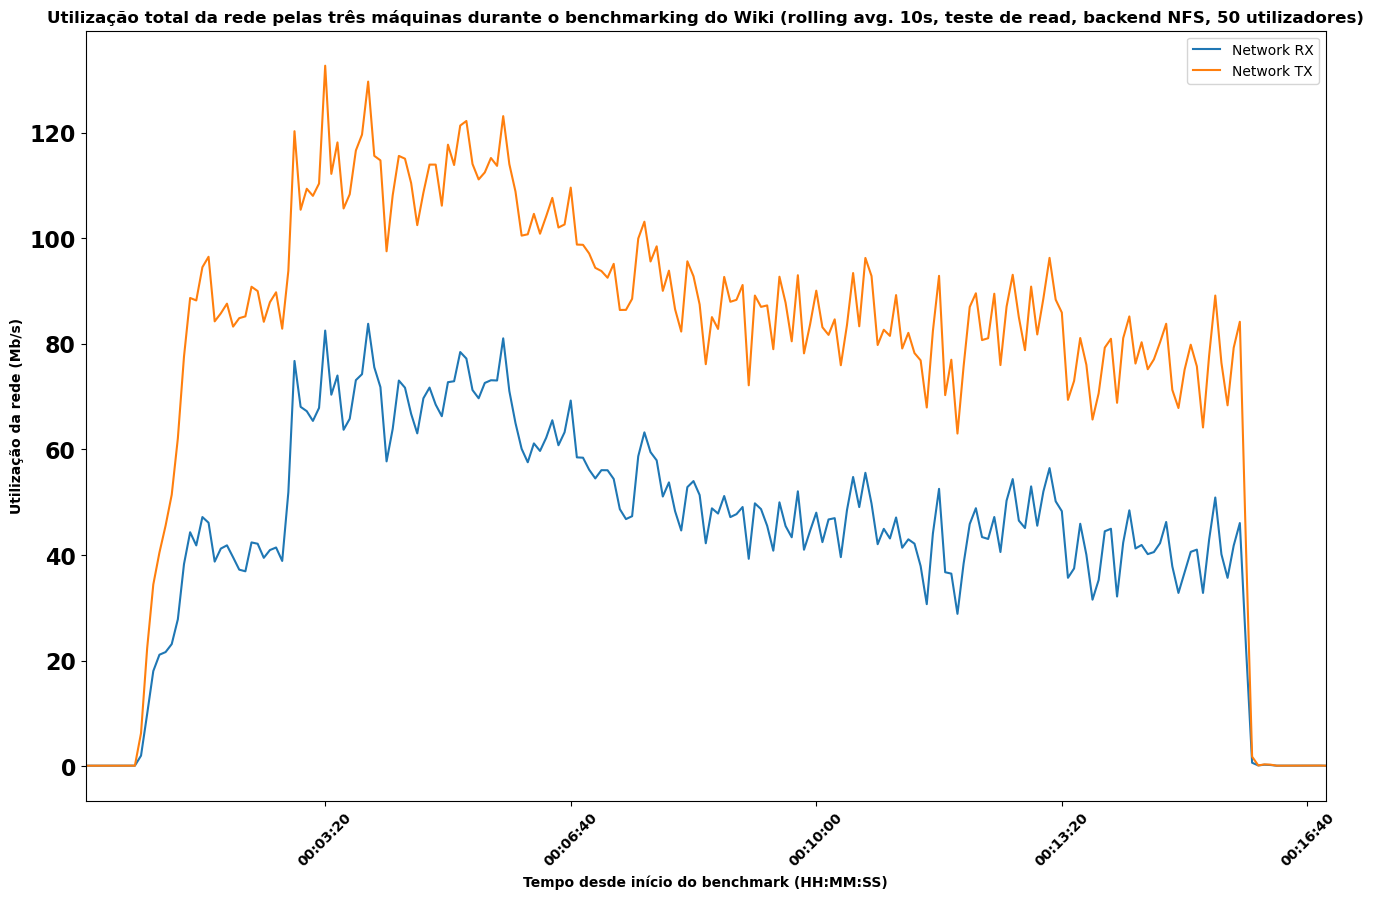 Utilização total da rede pelas três máquinas durante o benchmarking do Wiki (rolling avg. 10s, teste de read, backend NFS, 50 utilizadores)
Network RX
Network TX
Utilização da rede (Mb/s)
120
100
80
60
40
20
0
00:03:20
00:06:40
00:10:00
00:13:20
00:16:40
Tempo desde início do benchmark (HH:MM:SS)